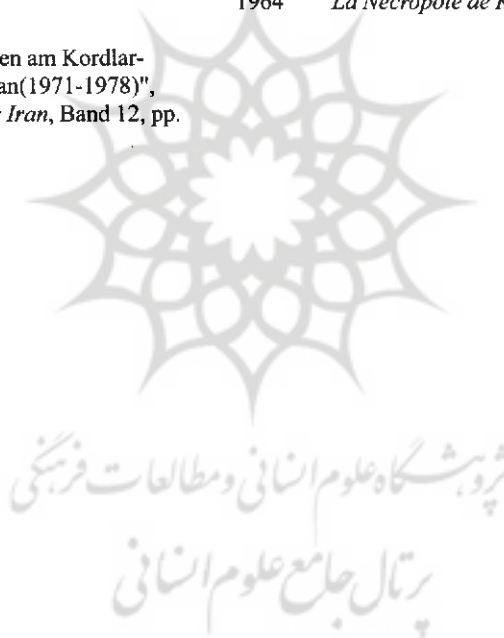 1964 La Nécropole de
en am Kordlar-
an(1971-1978)",
Iran, Band 12, pp.
پژوهشگاه علوم انسانی و مطالعات فرهنگی
پرتال جامع علوم انسانی